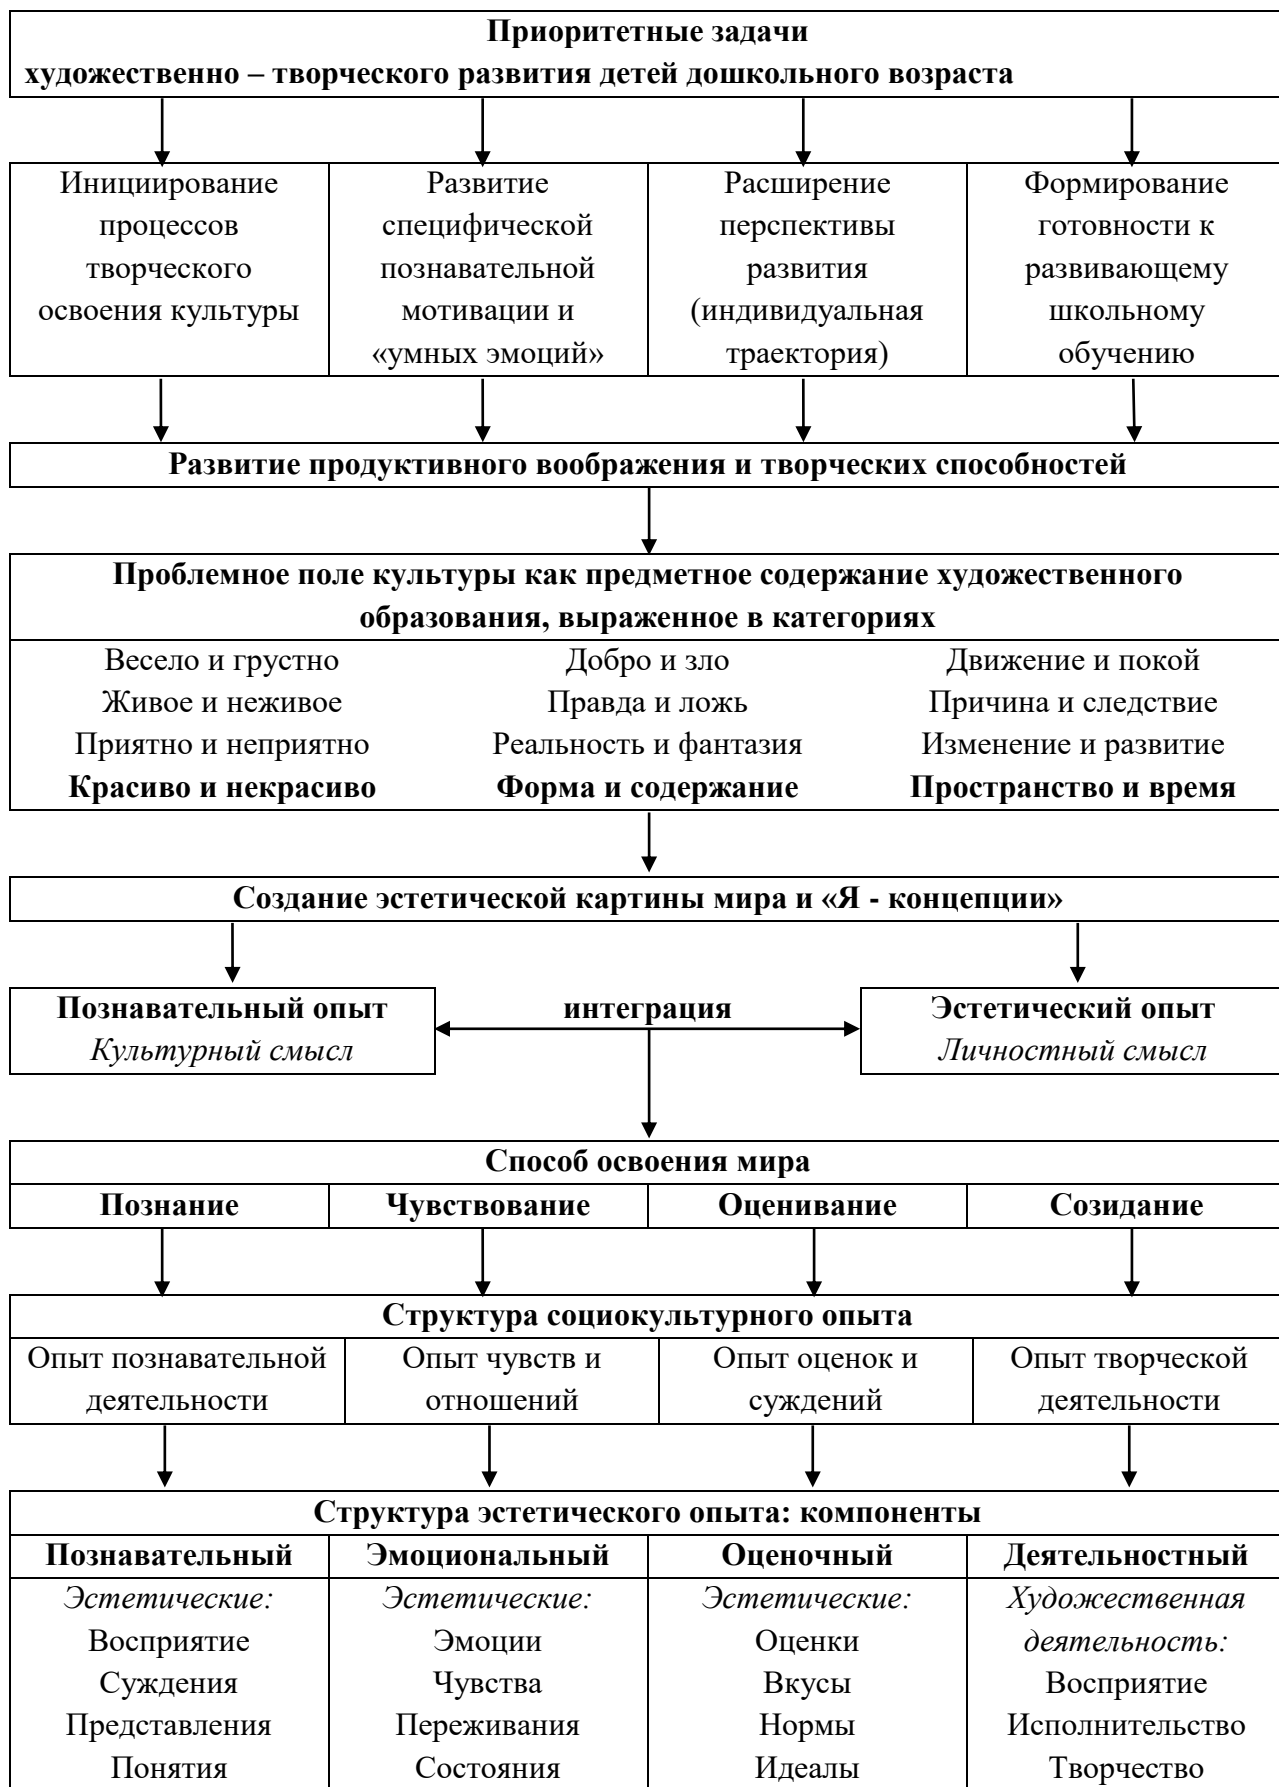 Приоритетные задачи
художественно – творческого развития детей дошкольного возраста
Инициирование
процессов
творческого
освоения культуры
Развитие
специфической
познавательной
мотивации и
«умных эмоций»
Расширение
перспективы
развития
(индивидуальная
траектория)
Формирование
готовности к
развивающему
школьному
обучению
Развитие продуктивного воображения и творческих способностей
Проблемное поле культуры как предметное содержание художественного
образования, выраженное в категориях
Весело и грустно
Живое и неживое
Приятно и неприятно
Красиво и некрасиво
Добро и зло
Правда и ложь
Реальность и фантазия
Форма и содержание
Движение и покой
Причина и следствие
Изменение и развитие
Пространство и время
Создание эстетической картины мира и «Я - концепции»
Познавательный опыт
Культурный смысл
интеграция
Эстетический опыт
Личностный смысл
Способ освоения мира
Познание
Чувствование
Оценивание
Созидание
Структура социокультурного опыта
Опыт познавательной
деятельности
Опыт чувств и
отношений
Опыт оценок и
суждений
Опыт творческой
деятельности
Структура эстетического опыта: компоненты
Познавательный
Эстетические:
Восприятие
Суждения
Представления
Понятия
Эмоциональный
Эстетические:
Эмоции
Чувства
Переживания
Состояния
Оценочный
Эстетические:
Оценки
Вкусы
Нормы
Идеалы
Деятельностный
Художественная
деятельность:
Восприятие
Исполнительство
Творчество